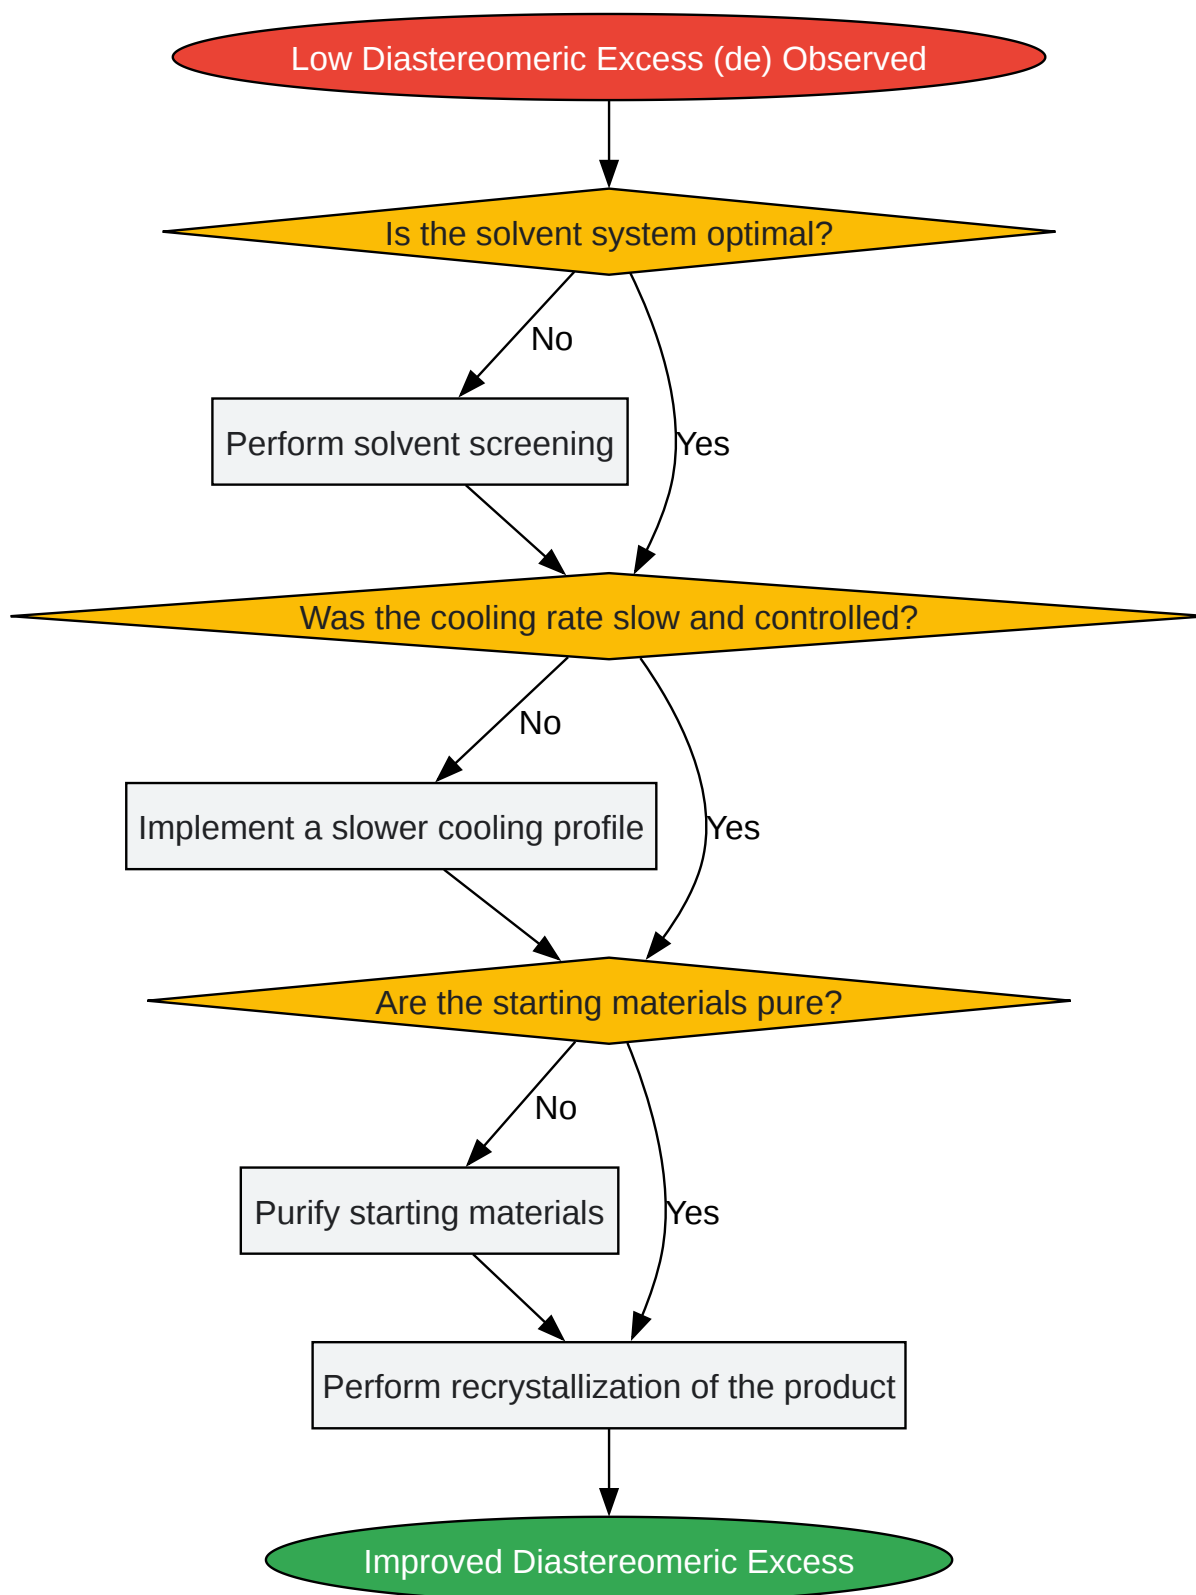 Low Diastereomeric Excess (de) Observed
Is the solvent system optimal?
No
Perform solvent screening
Yes
Was the cooling rate slow and controlled?
No
Implement a slower cooling profile
Yes
Are the starting materials pure?
No
Purify starting materials
Yes
Perform recrystallization of the product
Improved Diastereomeric Excess